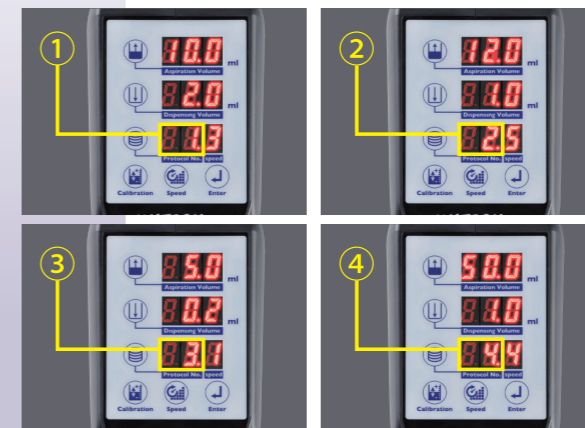 1
10.0 ml
Aspiration Volume
2.0 ml
Dispensing Volume
1.3
Protocol No. speed
Calibration Speed Enter
2
12.0 ml
Aspiration Volume
1.0 ml
Dispensing Volume
2.5
Protocol No. speed
Calibration Speed Enter
3
5.0 ml
Aspiration Volume
0.2 ml
Dispensing Volume
3.1
Protocol No. speed
Calibration Speed Enter
4
50.0 ml
Aspiration Volume
1.0 ml
Dispensing Volume
4.4
Protocol No. speed
Calibration Speed Enter